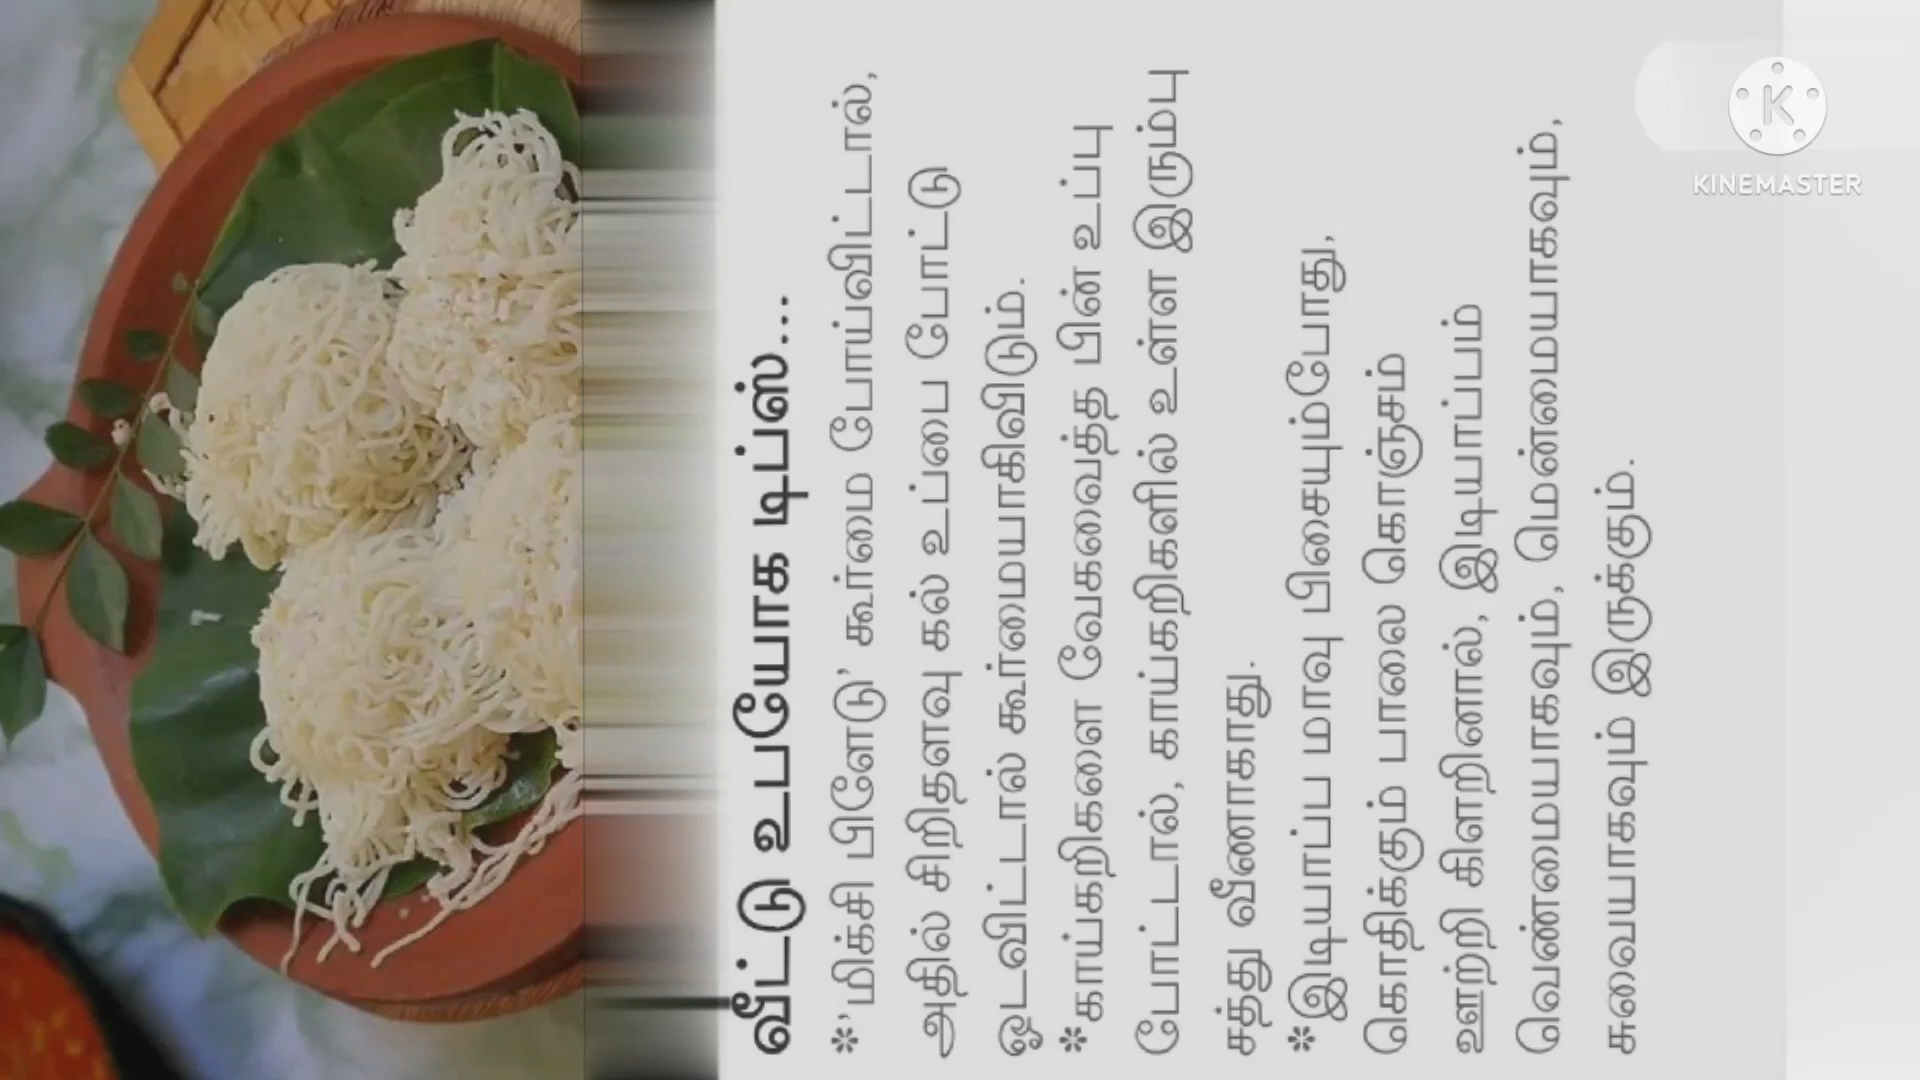 வீட்டு உபயோக டிப்ஸ்...
*'மிக்சி பிளேடு' கூர்மை போய்விட்டால்,
அதில் சிறிதளவு கல் உப்பை போட்டு
ஓடவிட்டால் கூர்மையாகிவிடும்.
*காய்கறிகளை வேகவைத்த பின் உப்பு
போட்டால், காய்கறிகளில் உள்ள இரும்பு
சத்து வீணாகாது.
*இடியாப்ப மாவு பிசையும்போது,
கொதிக்கும் பாலை கொஞ்சம்
ஊற்றி கிளறினால், இடியாப்பம்
வெண்மையாகவும், மென்மையாகவும்,
சுவையாகவும் இருக்கும்.
KINEMASTER